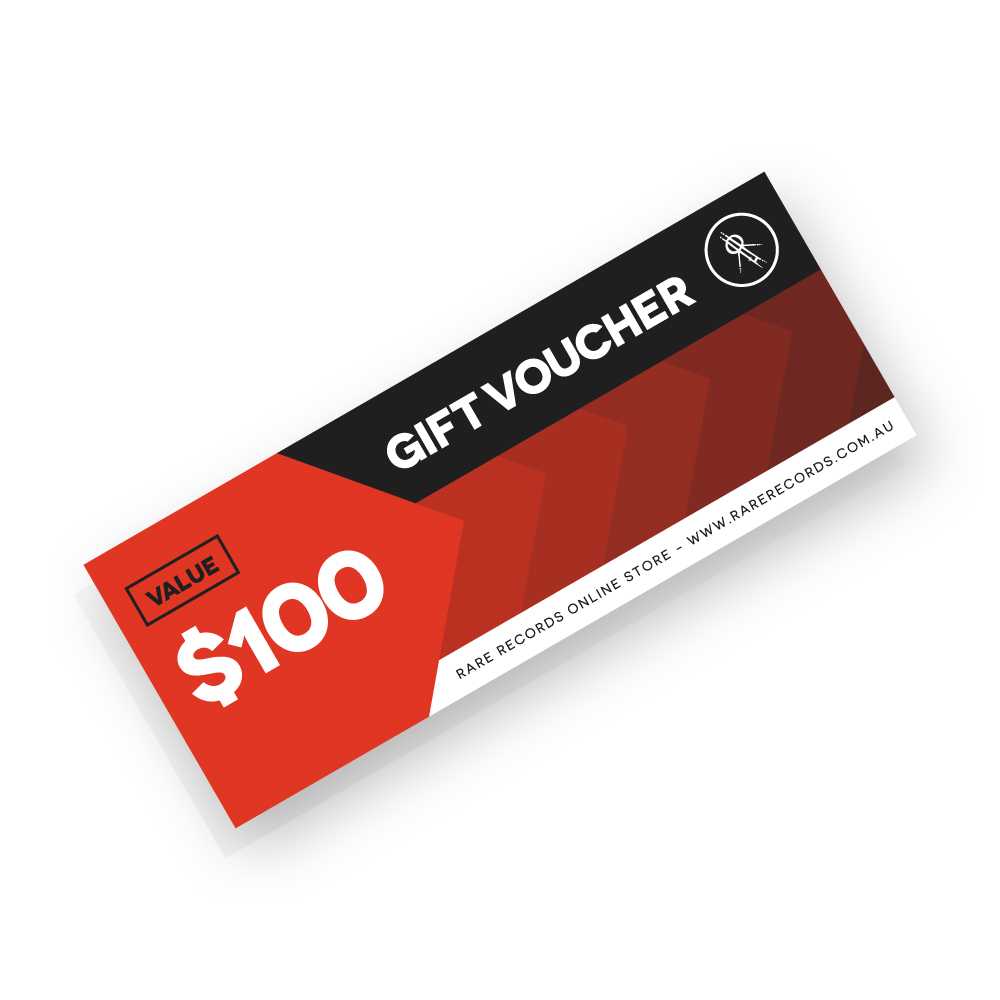 GIFT VOUCHER
VALUE
$100
RARE RECORDS ONLINE STORE - WWW.RARERECORDS.COM.AU